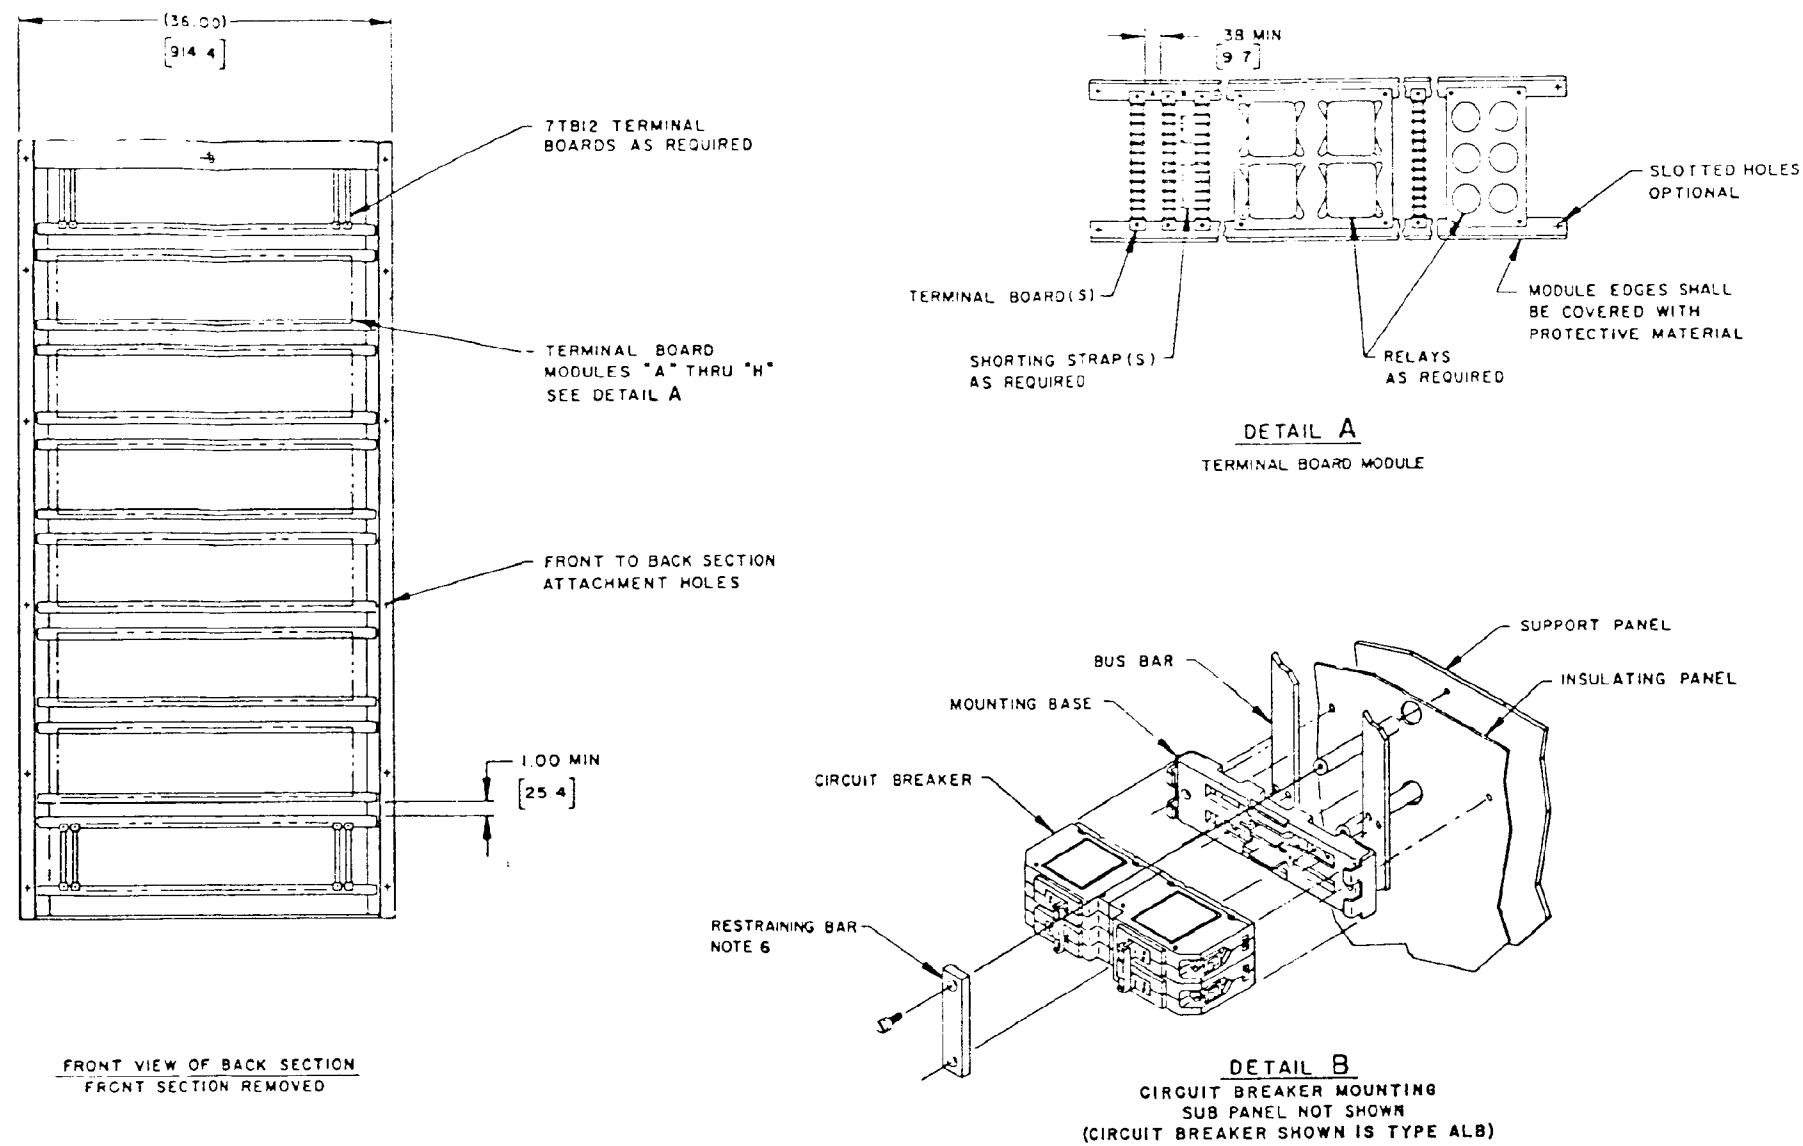 (36.00)
[914.4]
7TB12 TERMINAL
BOARDS AS REQUIRED
TERMINAL BOARD
MODULES "A" THRU "H"
SEE DETAIL A
FRONT TO BACK SECTION
ATTACHMENT HOLES
1.00 MIN
[25.4]
FRONT VIEW OF BACK SECTION
FRONT SECTION REMOVED
.38 MIN
[9.7]
SLOTTED HOLES
OPTIONAL
TERMINAL BOARD(S)
MODULE EDGES SHALL
BE COVERED WITH
PROTECTIVE MATERIAL
SHORTING STRAP(S)
AS REQUIRED
RELAYS
AS REQUIRED
DETAIL A
TERMINAL BOARD MODULE
SUPPORT PANEL
BUS BAR
INSULATING PANEL
MOUNTING BASE
CIRCUIT BREAKER
RESTRAINING BAR
NOTE 6
DETAIL B
CIRCUIT BREAKER MOUNTING
SUB PANEL NOT SHOWN
(CIRCUIT BREAKER SHOWN IS TYPE ALB)